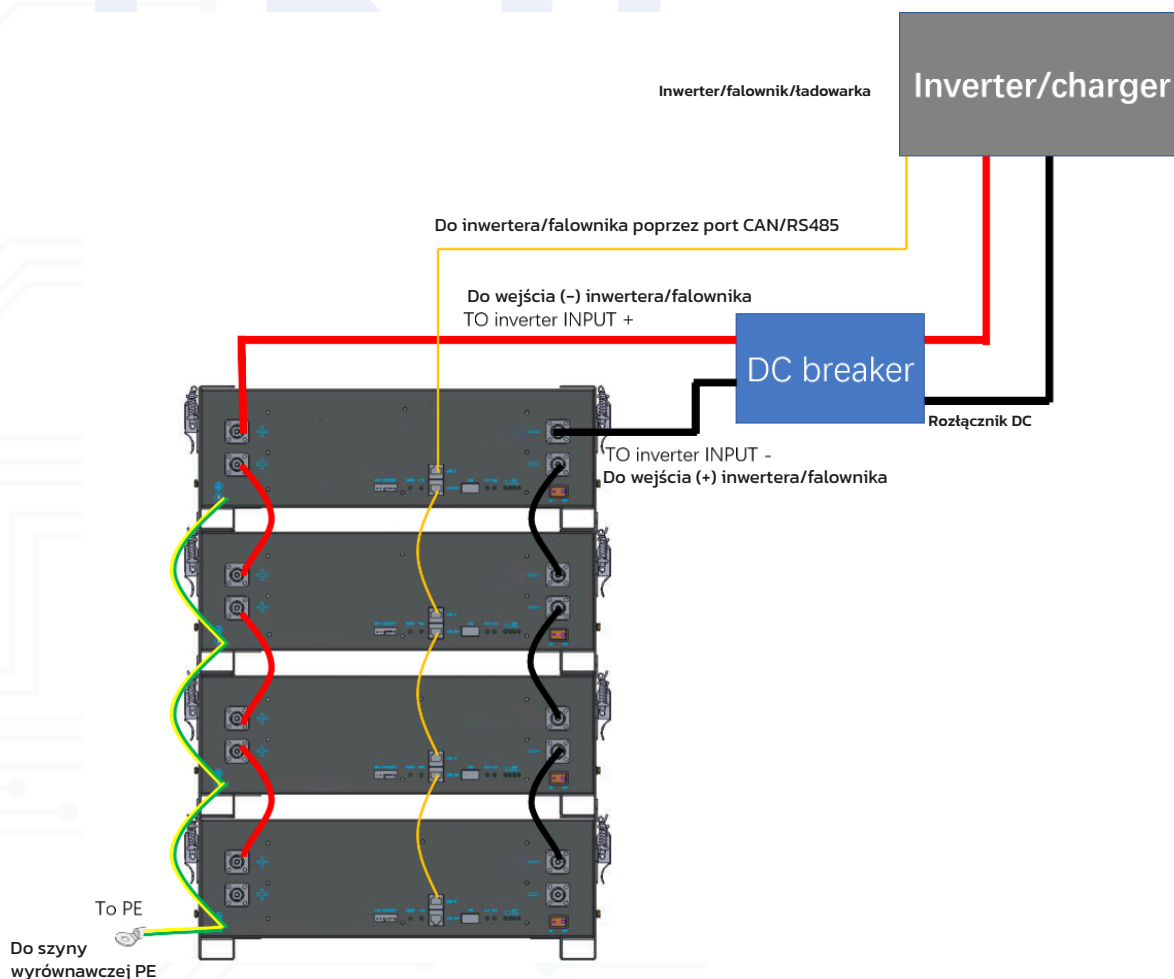 Inwerter/falownik/ładowarka
Inverter/charger
Do inwertera/falownika poprzez port CAN/RS485
Do wejścia (-) inwertera/falownika
TO inverter INPUT +
DC breaker
Rozłącznik DC
TO inverter INPUT -
Do wejścia (+) inwertera/falownika
To PE
Do szyny
wyrównawczej PE